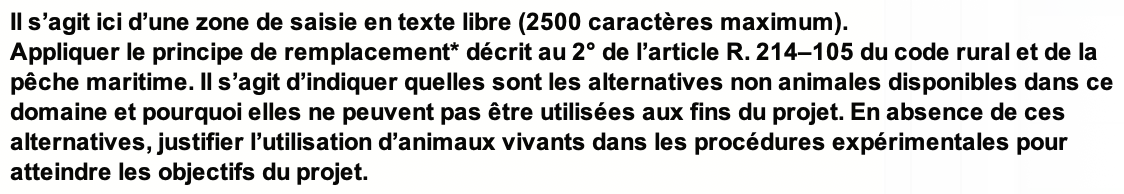 Il s’agit ici d’une zone de saisie en texte libre (2500 caractères maximum).
Appliquer le principe de remplacement* décrit au 2° de l’article R. 214–105 du code rural et de la
pêche maritime. Il s’agit d’indiquer quelles sont les alternatives non animales disponibles dans ce
domaine et pourquoi elles ne peuvent pas être utilisées aux fins du projet. En absence de ces
alternatives, justifier l’utilisation d’animaux vivants dans les procédures expérimentales pour
atteindre les objectifs du projet.